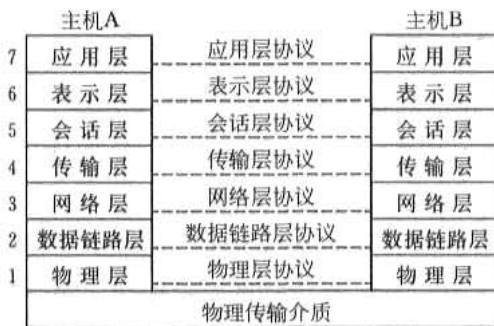 主机A 主机B
7 应用层 应用层协议 应用层
6 表示层 表示层协议 表示层
5 会话层 会话层协议 会话层
4 传输层 传输层协议 传输层
3 网络层 网络层协议 网络层
2 数据链路层 数据链路层协议 数据链路层
1 物理层 物理层协议 物理层
物理传输介质